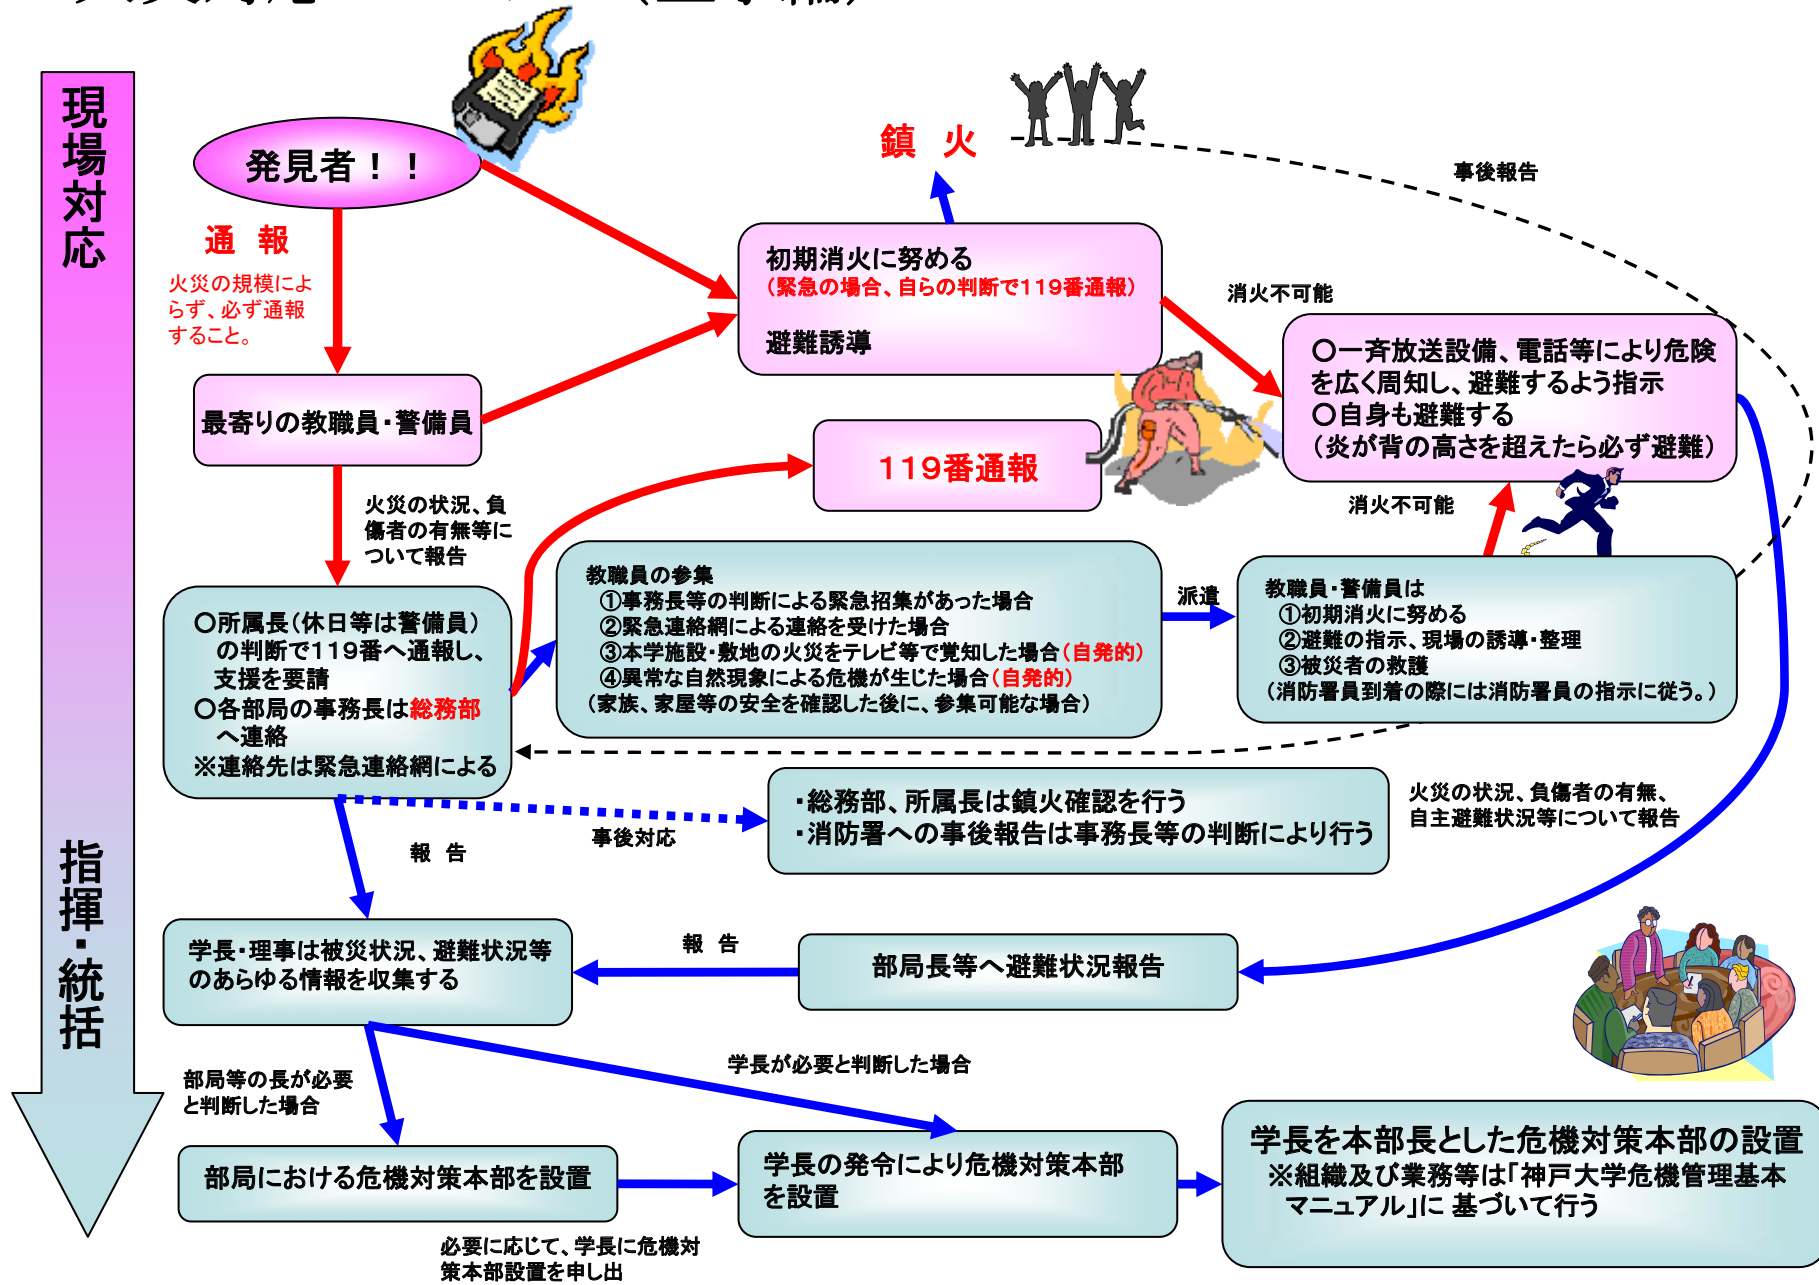 現場対応
指揮・統括
発見者！！
通 報
火災の規模によ
らず、必ず通報
すること。
最寄りの教職員・警備員
火災の状況、負
傷者の有無等に
ついて報告
鎮 火
事後報告
初期消火に努める
（緊急の場合、自らの判断で119番通報）
避難誘導
消火不可能
○一斉放送設備、電話等により危険
を広く周知し、避難するよう指示
○自身も避難する
（炎が背の高さを超えたら必ず避難）
119番通報
消火不可能
○所属長（休日等は警備員）
の判断で119番へ通報し、
支援を要請
○各部局の事務長は総務部
へ連絡
※連絡先は緊急連絡網による
教職員の参集
①事務長等の判断による緊急招集があった場合
②緊急連絡網による連絡を受けた場合
③本学施設・敷地の火災をテレビ等で覚知した場合（自発的）
④異常な自然現象による危機が生じた場合（自発的）
（家族、家屋等の安全を確認した後に、参集可能な場合）
派遣
教職員・警備員は
①初期消火に努める
②避難の指示、現場の誘導・整理
③被災者の救護
（消防署員到着の際には消防署員の指示に従う。）
・総務部、所属長は鎮火確認を行う
・消防署への事後報告は事務長等の判断により行う
事後対応
報 告
火災の状況、負傷者の有無、
自主避難状況等について報告
学長・理事は被災状況、避難状況等
のあらゆる情報を収集する
報 告
部局長等へ避難状況報告
部局等の長が必要
と判断した場合
学長が必要と判断した場合
部局における危機対策本部を設置
必要に応じて、学長に危機対
策本部設置を申し出
学長の発令により危機対策本部
を設置
学長を本部長とした危機対策本部の設置
※組織及び業務等は「神戸大学危機管理基本
マニュアル」に 基づいて行う